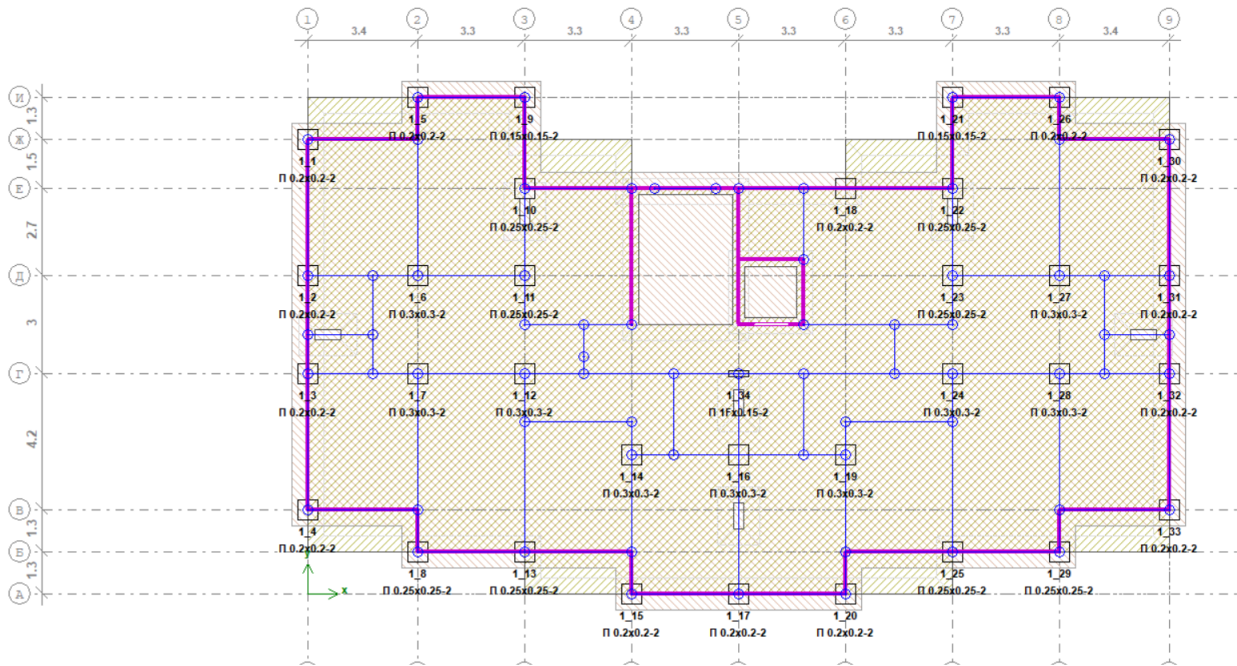 1 2 3 4 5 6 7 8 9
3.4 3.3 3.3 3.3 3.3 3.3 3.3 3.4
И
1.3
1_5 1_9 1_21 1_26
П 0.2x0.2-2 П 0.15x0.15-2 П 0.15x0.15-2 П 0.2x0.2-2
Ж
1.5
1_1 1_30
П 0.2x0.2-2 П 0.2x0.2-2
Е
1_10 1_18 1_22
П 0.25x0.25-2 П 0.2x0.2-2 П 0.25x0.25-2
2.7
Д
1_2 1_6 1_11 1_23 1_27 1_31
П 0.2x0.2-2 П 0.3x0.3-2 П 0.25x0.25-2 П 0.25x0.25-2 П 0.3x0.3-2 П 0.2x0.2-2
3
Г
1_3 1_7 1_12 1_34 1_24 1_28 1_32
П 0.2x0.2-2 П 0.3x0.3-2 П 0.3x0.3-2 П 0.3x0.3-2 П 0.3x0.3-2 П 0.2x0.2-2
4.2
1_14 1_16 1_19
П 0.3x0.3-2 П 0.3x0.3-2 П 0.3x0.3-2
В
1.3
1_4 1_33
П 0.2x0.2-2 П 0.2x0.2-2
Б
1.3
1_8 1_13 1_25 1_29
П 0.25x0.25-2 П 0.25x0.25-2 П 0.25x0.25-2 П 0.25x0.25-2
x
А
1_15 1_17 1_20
П 0.2x0.2-2 П 0.2x0.2-2 П 0.2x0.2-2